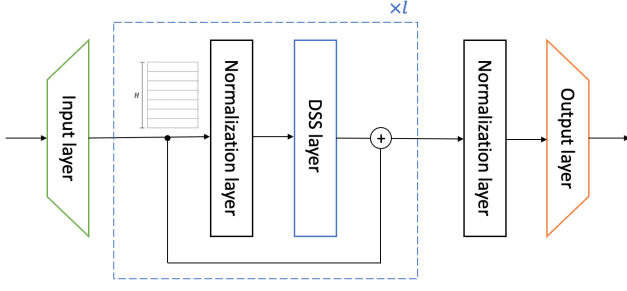 ×l
H
Input layer
Normalization layer
DSS layer
+
Normalization layer
Output layer